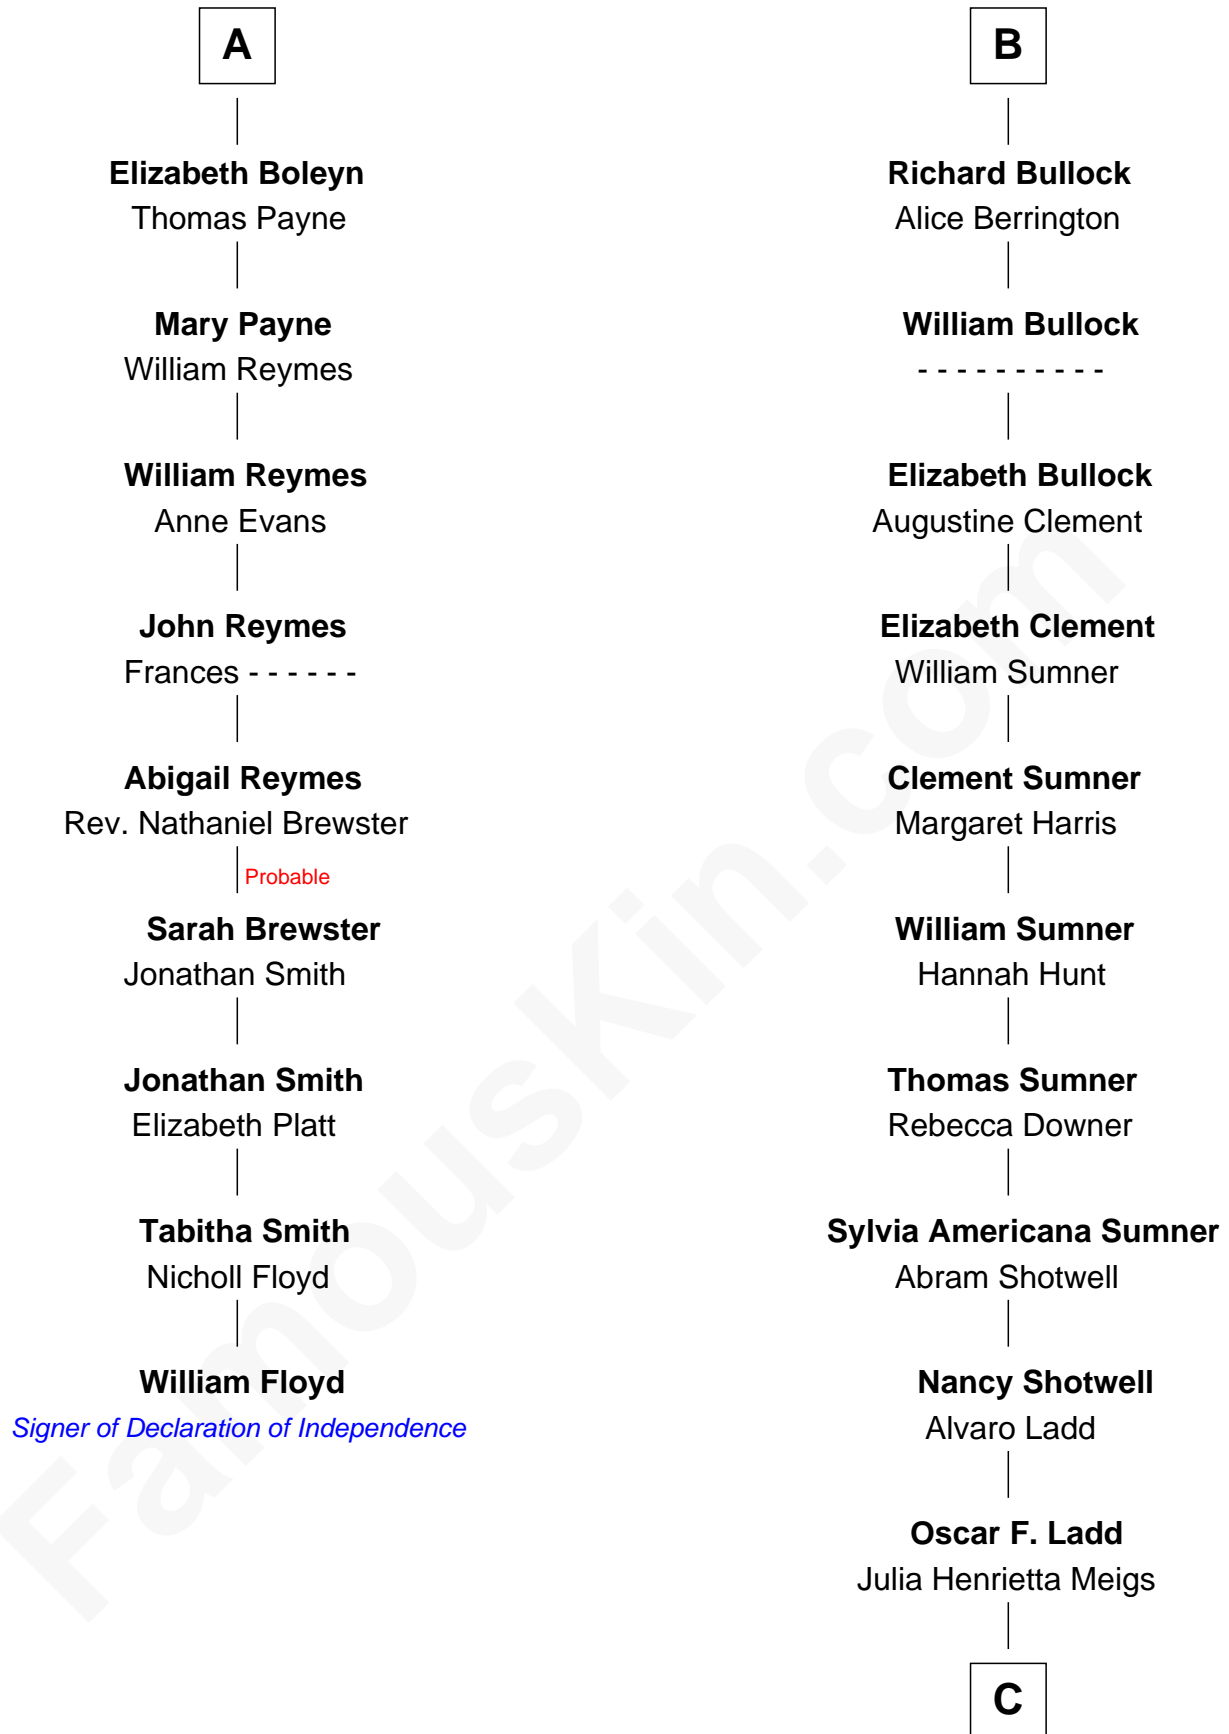 A
Elizabeth Boleyn
Thomas Payne
Mary Payne
William Reymes
William Reymes
Anne Evans
John Reymes
Frances - - - - - -
Abigail Reymes
Rev. Nathaniel Brewster
Probable
Sarah Brewster
Jonathan Smith
Jonathan Smith
Elizabeth Platt
Tabitha Smith
Nicholl Floyd
William Floyd
Signer of Declaration of Independence
B
Richard Bullock
Alice Berrington
William Bullock
- - - - - - - - - -
Elizabeth Bullock
Augustine Clement
Elizabeth Clement
William Sumner
Clement Sumner
Margaret Harris
William Sumner
Hannah Hunt
Thomas Sumner
Rebecca Downer
Sylvia Americana Sumner
Abram Shotwell
Nancy Shotwell
Alvaro Ladd
Oscar F. Ladd
Julia Henrietta Meigs
C
FamousKin.com